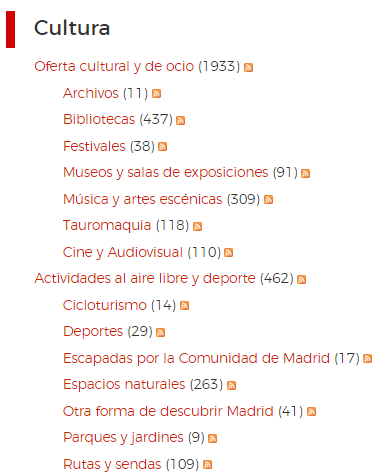 Cultura
Oferta cultural y de ocio (1933)
Archivos (11)
Bibliotecas (437)
Festivales (38)
Museos y salas de exposiciones (91)
Música y artes escénicas (309)
Tauromaquia (118)
Cine y Audiovisual (110)
Actividades al aire libre y deporte (462)
Cicloturismo (14)
Deportes (29)
Escapadas por la Comunidad de Madrid (17)
Espacios naturales (263)
Otra forma de descubrir Madrid (41)
Parques y jardines (9)
Rutas y sendas (109)